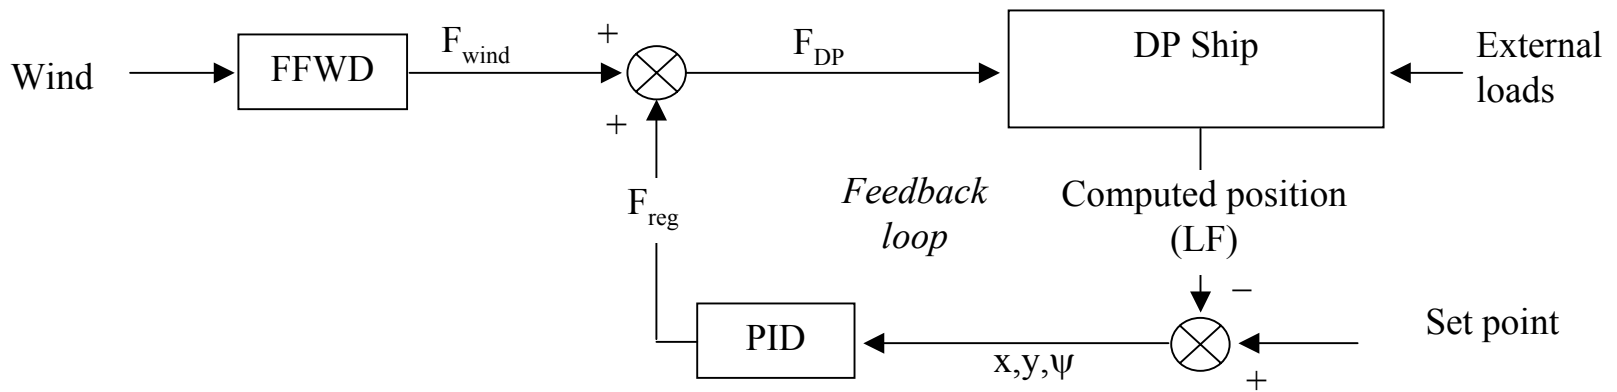 Wind
FFWD
F_wind
+
+
F_DP
DP Ship
External
loads
F_reg
Feedback
loop
Computed position
(LF)
–
+
Set point
PID
x,y,ψ